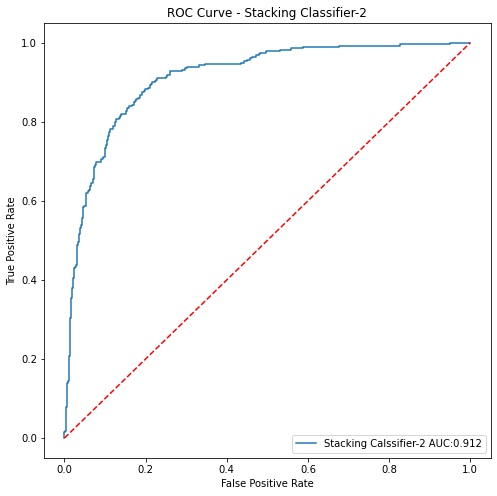 ROC Curve - Stacking Classifier-2
True Positive Rate
1.0
0.8
0.6
0.4
0.2
0.0
0.0 0.2 0.4 0.6 0.8 1.0
False Positive Rate
Stacking Calssifier-2 AUC:0.912